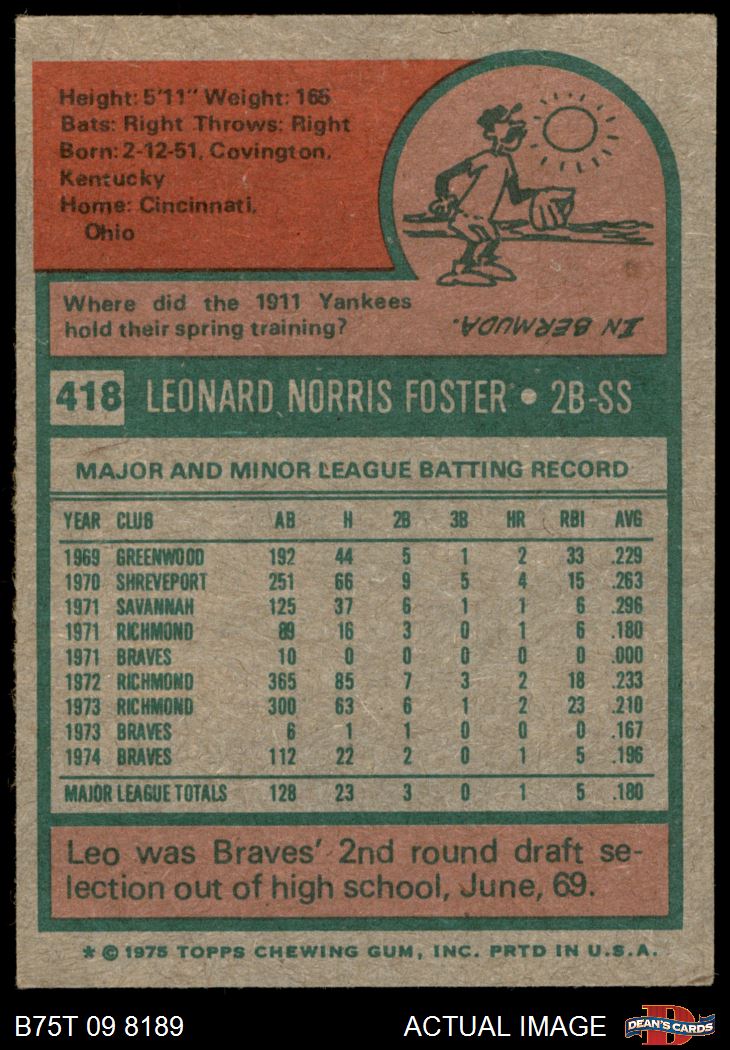 Height: 5'11" Weight: 165
Bats: Right Throws: Right
Born: 2-12-51, Covington,
Kentucky
Home: Cincinnati,
Ohio
Where did the 1911 Yankees
hold their spring training?
IN BERMUDA.
418 LEONARD NORRIS FOSTER • 2B-SS
MAJOR AND MINOR LEAGUE BATTING RECORD
YEAR CLUB AB H 2B 3B HR RBI AVG
1969 GREENWOOD 192 44 5 1 2 33 .229
1970 SHREVEPORT 251 66 9 5 4 15 .263
1971 SAVANNAH 125 37 6 1 1 6 .296
1971 RICHMOND 89 16 3 0 1 6 .180
1971 BRAVES 10 0 0 0 0 0 .000
1972 RICHMOND 365 85 7 3 2 18 .233
1973 RICHMOND 300 63 6 1 2 23 .210
1973 BRAVES 6 1 1 0 0 0 .167
1974 BRAVES 112 22 2 0 1 5 .196
MAJOR LEAGUE TOTALS 128 23 3 0 1 5 .180
Leo was Braves' 2nd round draft se-
lection out of high school, June, 69.
* © 1975 TOPPS CHEWING GUM, INC. PRTD IN U.S.A.
B75T 09 8189 ACTUAL IMAGE D DEAN'S CARDS